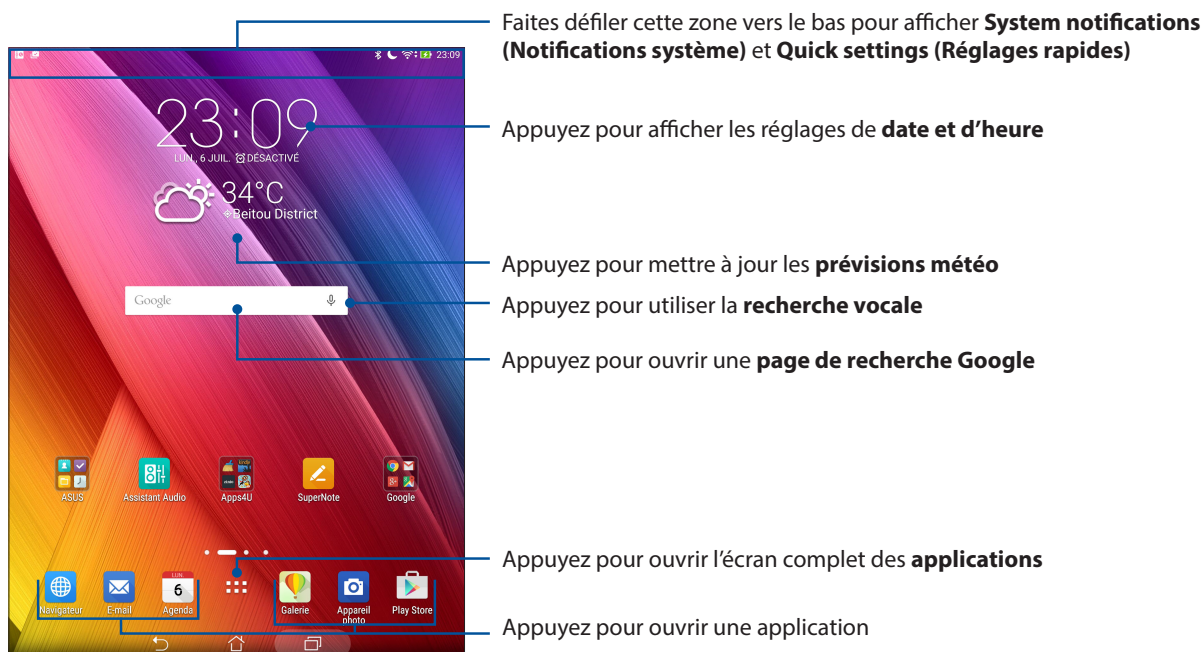 Faites défiler cette zone vers le bas pour afficher System notifications
(Notifications système) et Quick settings (Réglages rapides)
23:09
23:09
LUN., 6 JUIL. DÉSACTIVÉ
Appuyez pour afficher les réglages de date et d’heure
34°C
Beitou District
Appuyez pour mettre à jour les prévisions météo
Google
Appuyez pour utiliser la recherche vocale
Appuyez pour ouvrir une page de recherche Google
ASUS
Assistant Audio
Apps4U
SuperNote
Google
Appuyez pour ouvrir l’écran complet des applications
LUN.
6
Navigateur
E-mail
Agenda
Galerie
Appareil
photo
Play Store
Appuyez pour ouvrir une application